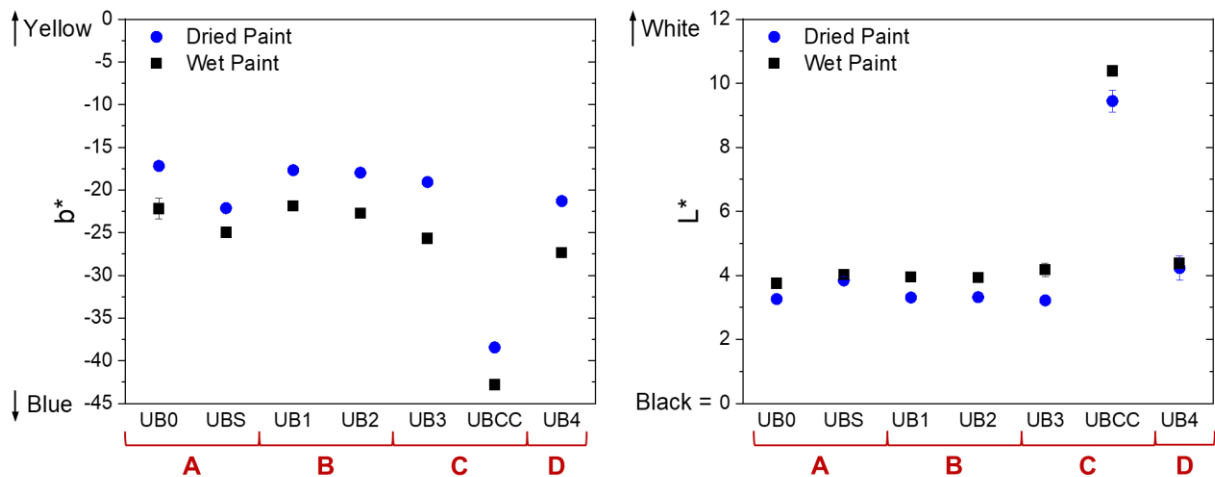 Yellow
Dried Paint
Wet Paint
0
-5
-10
-15
-20
-25
-30
-35
-40
-45
b*
Blue
UB0 UBS UB1 UB2 UB3 UBCC UB4
A B C D
White
Dried Paint
Wet Paint
12
10
8
6
4
2
0
L*
Black =
UB0 UBS UB1 UB2 UB3 UBCC UB4
A B C D